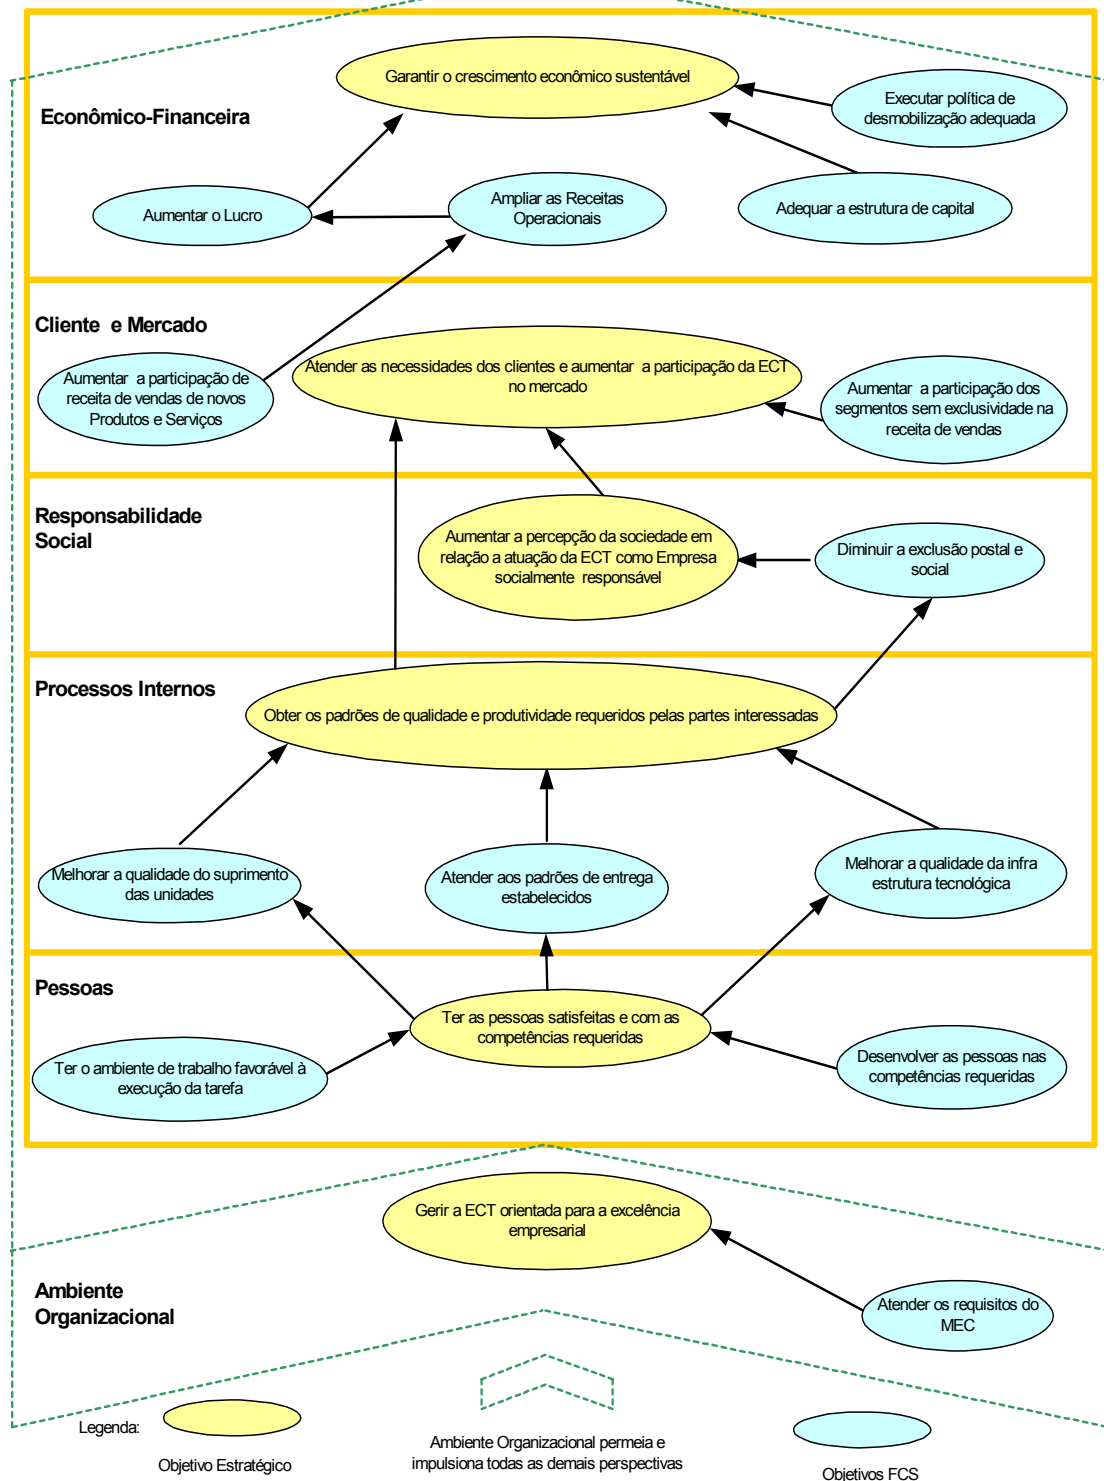 Garantir o crescimento econômico sustentável
Executar política de
desmobilização adequada
Econômico-Financeira
Aumentar o Lucro
Ampliar as Receitas
Operacionais
Adequar a estrutura de capital
Cliente e Mercado
Aumentar a participação de
receita de vendas de novos
Produtos e Serviços
Atender as necessidades dos clientes e aumentar a participação da ECT
no mercado
Aumentar a participação dos
segmentos sem exclusividade na
receita de vendas
Responsabilidade
Social
Aumentar a percepção da sociedade em
relação a atuação da ECT como Empresa
socialmente responsável
Diminuir a exclusão postal e
social
Processos Internos
Obter os padrões de qualidade e produtividade requeridos pelas partes interessadas
Melhorar a qualidade do suprimento
das unidades
Atender aos padrões de entrega
estabelecidos
Melhorar a qualidade da infra
estrutura tecnológica
Pessoas
Ter as pessoas satisfeitas e com as
competências requeridas
Ter o ambiente de trabalho favorável à
execução da tarefa
Desenvolver as pessoas nas
competências requeridas
Gerir a ECT orientada para a excelência
empresarial
Ambiente
Organizacional
Atender os requisitos do
MEC
Legenda:
Objetivo Estratégico
Ambiente Organizacional permeia e
impulsiona todas as demais perspectivas
Objetivos FCS